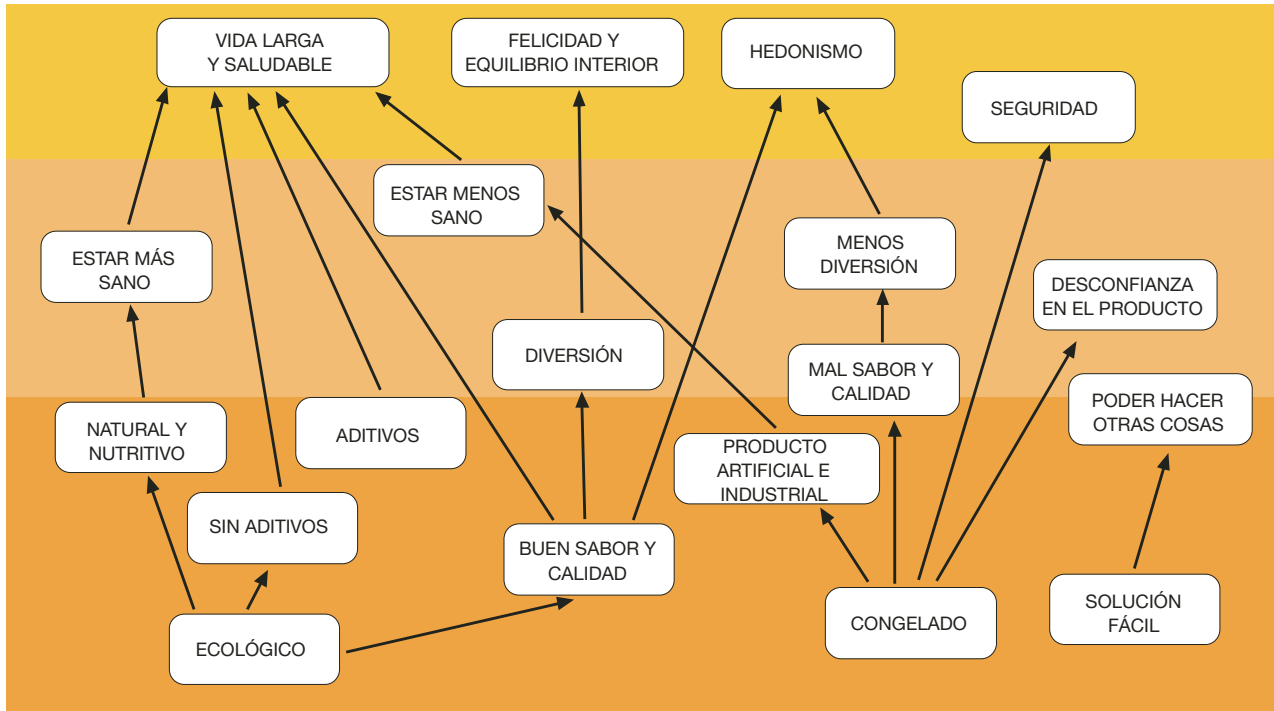 VIDA LARGA
Y SALUDABLE
FELICIDAD Y
EQUILIBRIO INTERIOR
HEDONISMO
SEGURIDAD
ESTAR MENOS
SANO
ESTAR MÁS
SANO
MENOS
DIVERSIÓN
DESCONFIANZA
EN EL PRODUCTO
DIVERSIÓN
MAL SABOR Y
CALIDAD
PODER HACER
OTRAS COSAS
NATURAL Y
NUTRITIVO
ADITIVOS
PRODUCTO
ARTIFICIAL E
INDUSTRIAL
SIN ADITIVOS
BUEN SABOR Y
CALIDAD
ECOLÓGICO
CONGELADO
SOLUCIÓN
FÁCIL